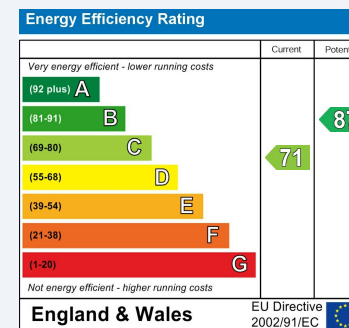 Energy Efficiency Rating
Current
Very energy efficient - lower running costs
(92 plus) A
(81-91) B
(69-80) C
71
(55-68) D
(39-54) E
(21-38) F
(1-20) G
Not energy efficient - higher running costs
England & Wales
EU Directive
2002/91/EC